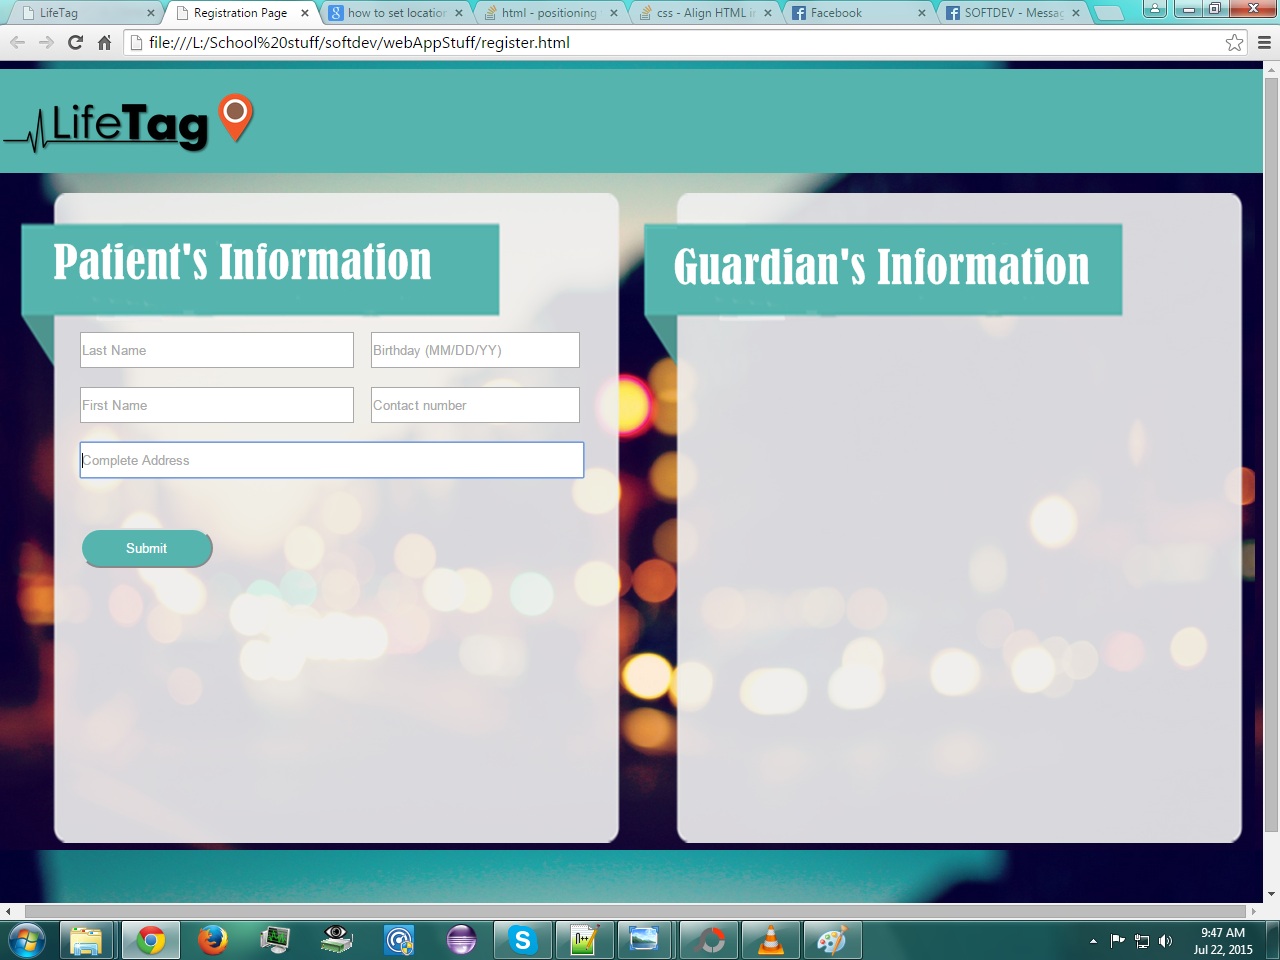 LifeTag
Registration Page
how to set location
html - positioning
css - Align HTML in
Facebook
SOFTDEV - Messag
file:///L:/School%20stuff/softdev/webAppStuff/register.html
LifeTag
Patient's Information
Guardian's Information
Last Name
Birthday (MM/DD/YY)
First Name
Contact number
Complete Address
Submit
9:47 AM
Jul 22, 2015